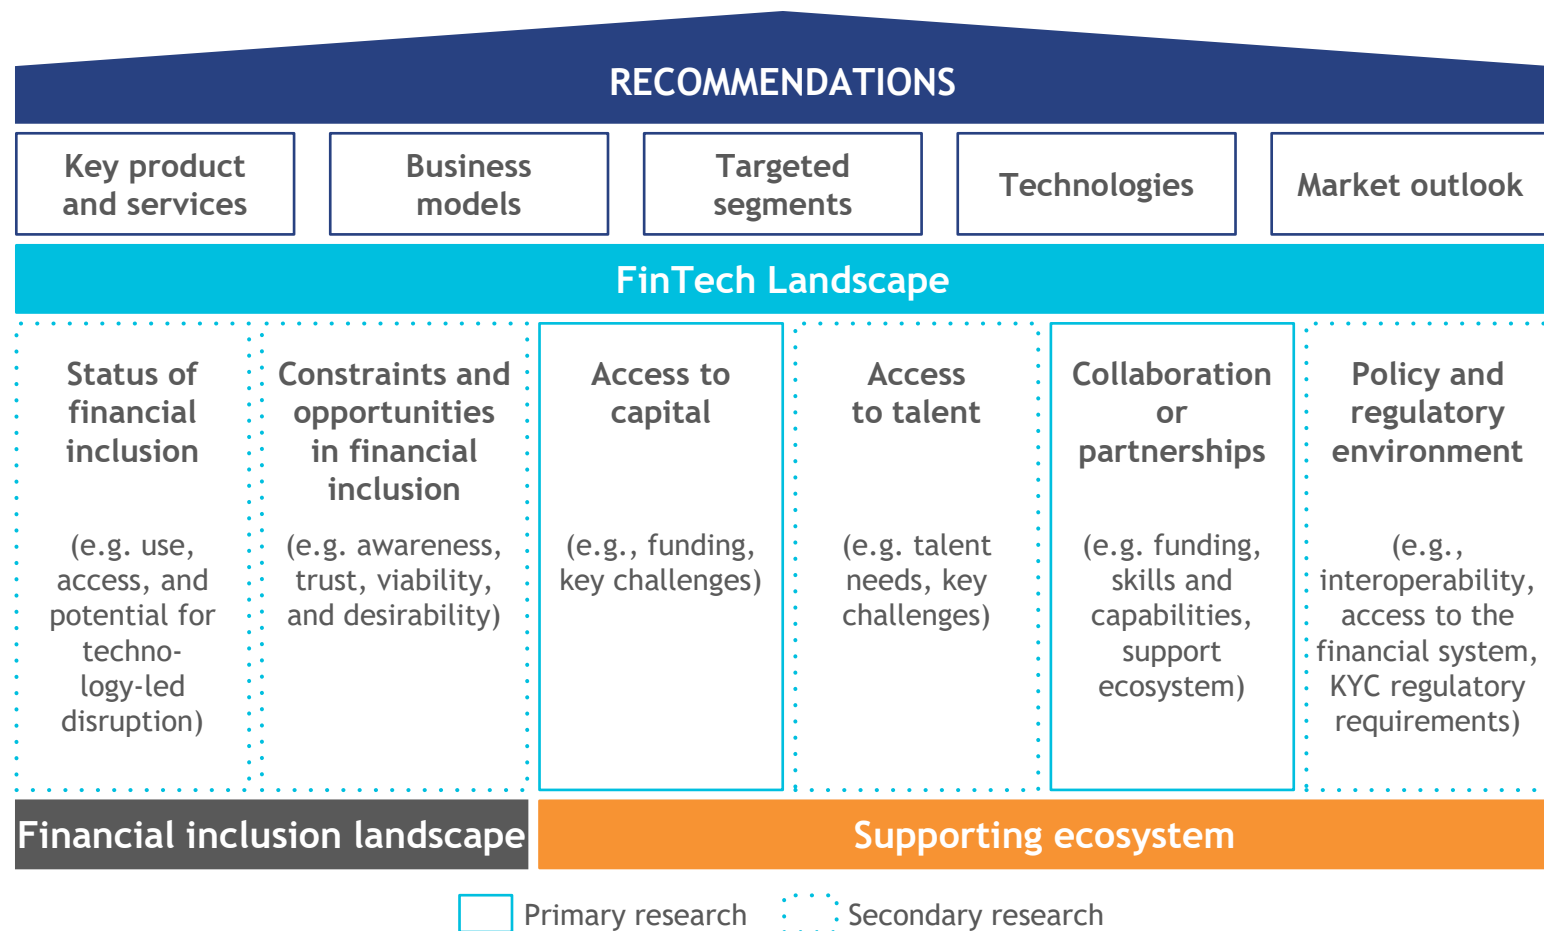 RECOMMENDATIONS
Key product
and services
Business
models
Targeted
segments
Technologies
Market outlook
FinTech Landscape
Status of
financial
inclusion
(e.g. use,
access, and
potential for
techno-
logy-led
disruption)
Constraints and
opportunities
in financial
inclusion
(e.g. awareness,
trust, viability,
and desirability)
Access to
capital
(e.g., funding,
key challenges)
Access
to talent
(e.g. talent
needs, key
challenges)
Collaboration
or
partnerships
(e.g. funding,
skills and
capabilities,
support
ecosystem)
Policy and
regulatory
environment
(e.g.,
interoperability,
access to the
financial system,
KYC regulatory
requirements)
Financial inclusion landscape
Supporting ecosystem
Primary research
Secondary research